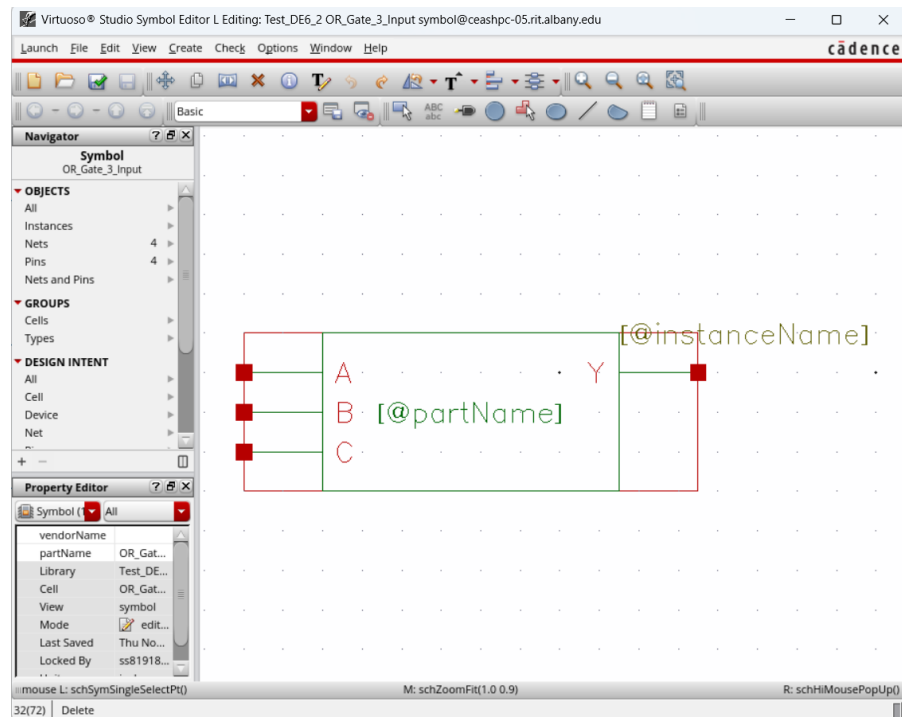 Virtuoso® Studio Symbol Editor L Editing: Test_DE6_2 OR_Gate_3_Input symbol@ceashpc-05.rit.albany.edu
Launch File Edit View Create Check Options Window Help
cādence
Basic
ABC
abc
Navigator
Symbol
OR_Gate_3_Input
OBJECTS
All
Instances
Nets 4
Pins 4
Nets and Pins
GROUPS
Cells
Types
DESIGN INTENT
All
Cell
Device
Net
Property Editor
Symbol (1 All
vendorName
partName OR_Gat...
Library Test_DE...
Cell OR_Gat...
View symbol
Mode edit...
Last Saved Thu No...
Locked By ss81918...
[@instanceName]
A Y
B [@partName]
C
mouse L: schSymSingleSelectPt() M: schZoomFit(1.0 0.9) R: schHiMousePopUp()
32(72) Delete